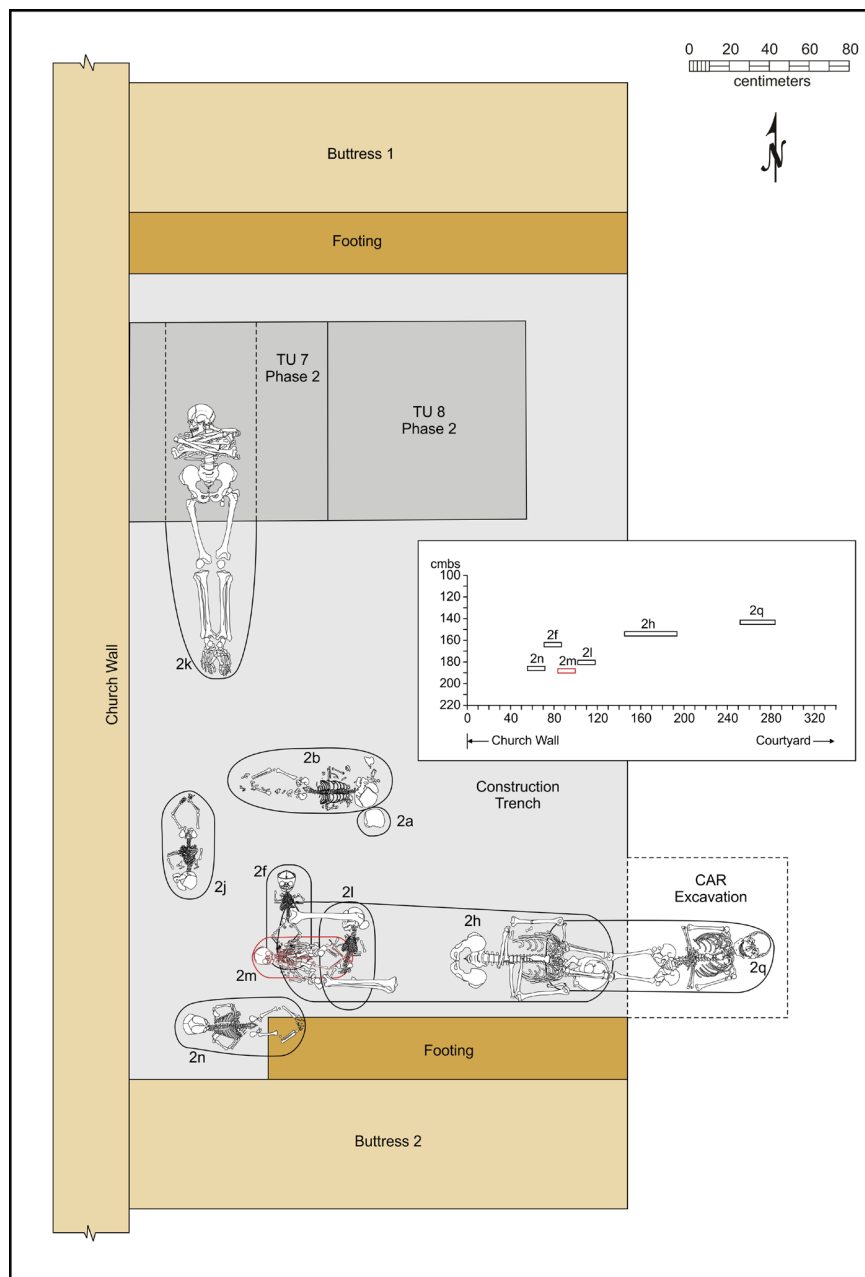 0 20 40 60 80
centimeters
N
Buttress 1
Footing
TU 7
Phase 2
TU 8
Phase 2
Church Wall
2k
cmbs
100
120
140
160
180
200
220
2q
2h
2f
2l
2n
2m
0 40 80 120 160 200 240 280 320
Church Wall
Courtyard
2b
Construction
Trench
2a
2j
2f
2l
CAR
Excavation
2h
2m
2q
2n
Footing
Buttress 2